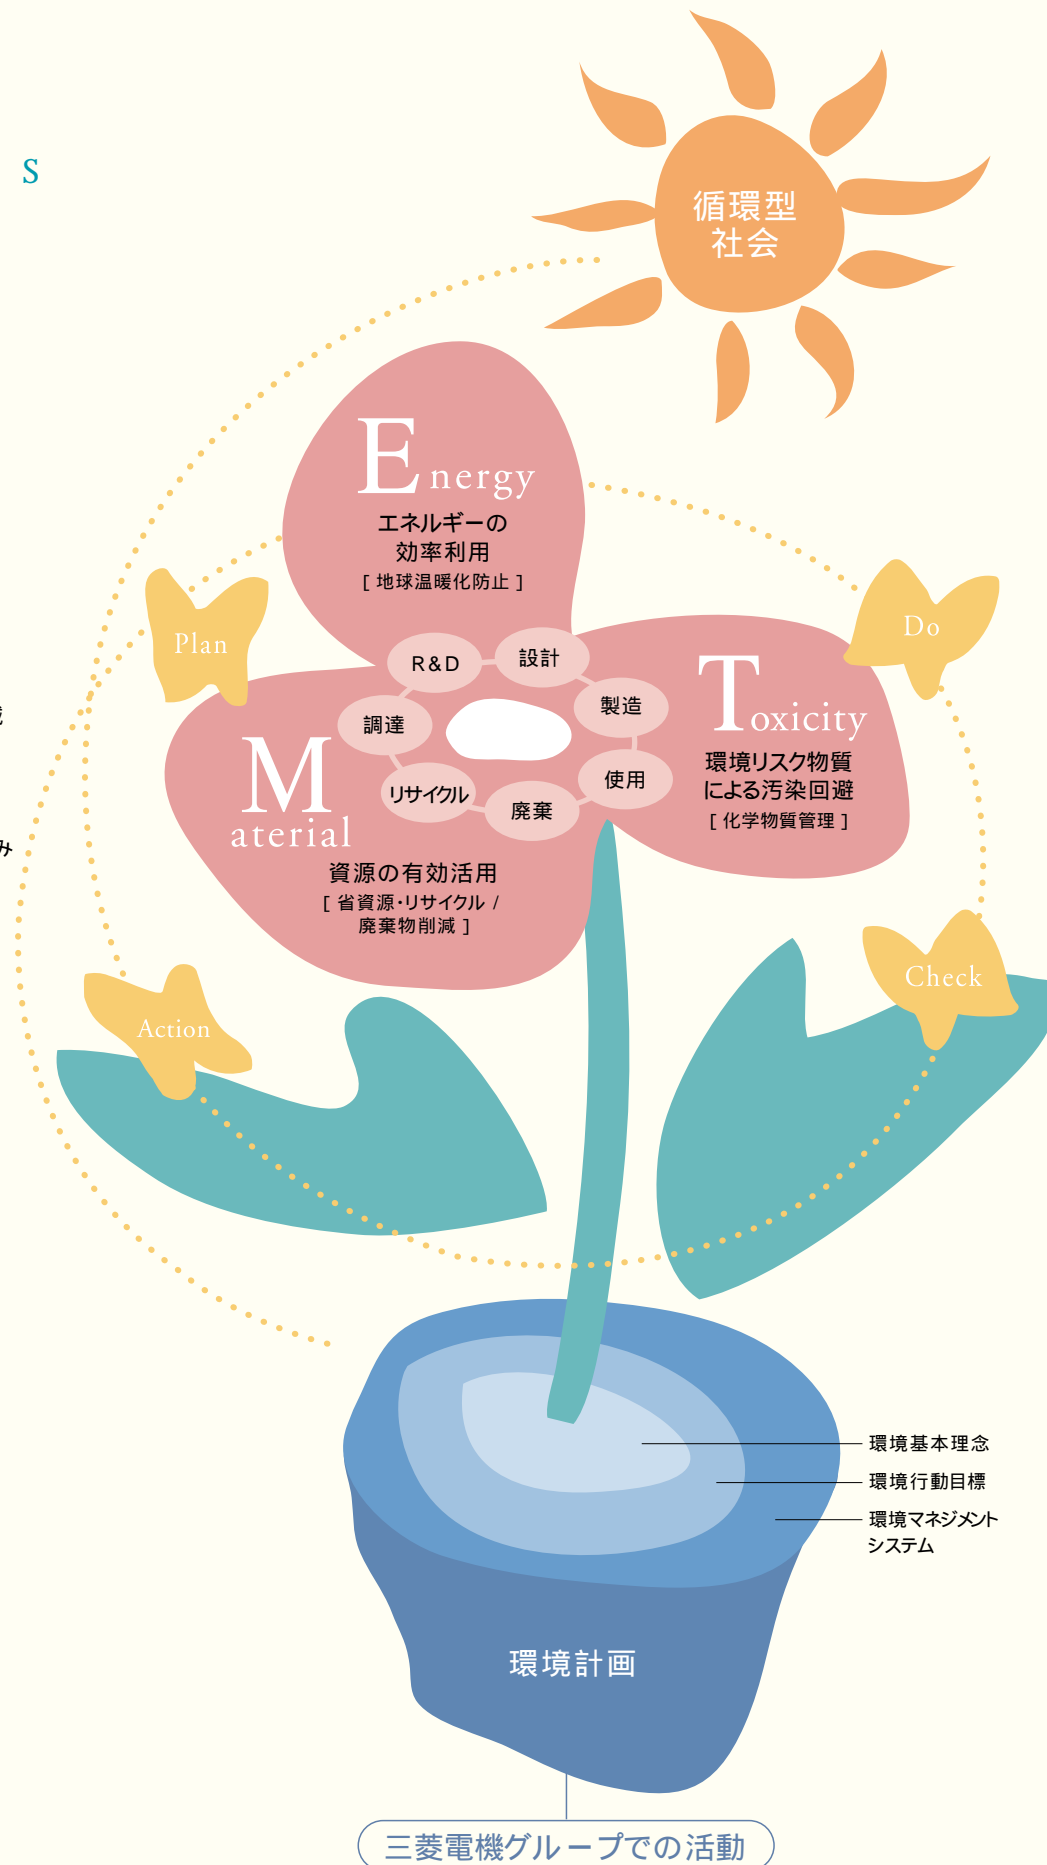 S
循環型
社会
Energy
エネルギーの
効率利用
[ 地球温暖化防止 ]
Plan
Do
R&D
設計
調達
製造
リサイクル
使用
廃棄
Toxicity
環境リスク物質
による汚染回避
[ 化学物質管理 ]
Material
資源の有効活用
[ 省資源・リサイクル /
廃棄物削減 ]
み
Action
Check
環境基本理念
環境行動目標
環境マネジメント
システム
環境計画
三菱電機グループでの活動